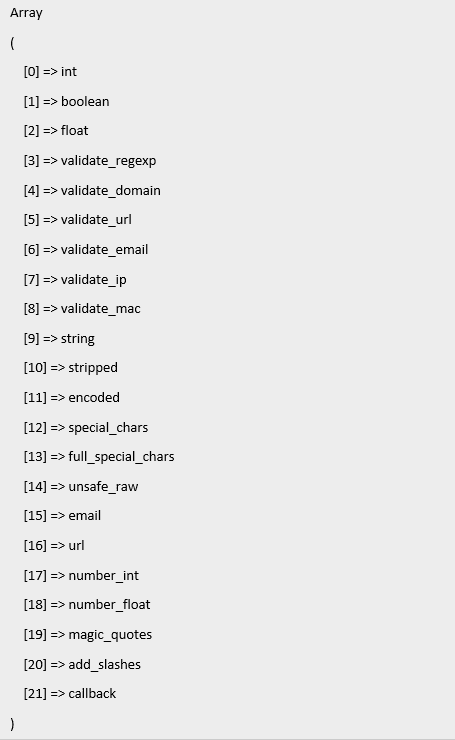 Array
(
[0] => int
[1] => boolean
[2] => float
[3] => validate_regexp
[4] => validate_domain
[5] => validate_url
[6] => validate_email
[7] => validate_ip
[8] => validate_mac
[9] => string
[10] => stripped
[11] => encoded
[12] => special_chars
[13] => full_special_chars
[14] => unsafe_raw
[15] => email
[16] => url
[17] => number_int
[18] => number_float
[19] => magic_quotes
[20] => add_slashes
[21] => callback
)